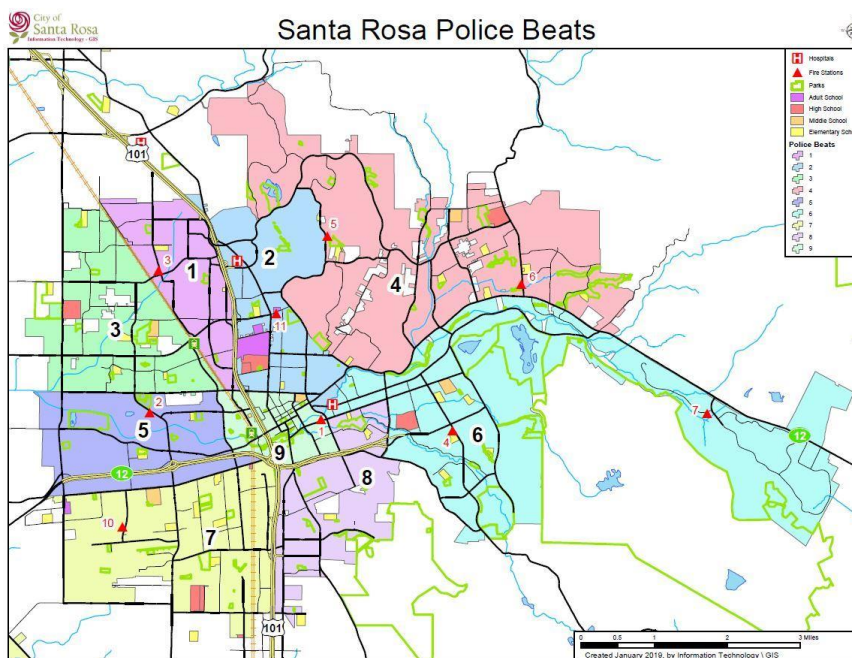 City of
Santa Rosa
Information Technology - GIS
Santa Rosa Police Beats
H Hospitals
Fire Stations
Parks
Adult School
High School
Middle School
Elementary Sch
Police Beats
1
2
3
4
5
6
7
8
9
H
101
5
3
H
2
1
6
4
11
3
H
2
H
1
7
5
4
6
12
9
8
12
10
7
101
0 0.5 1 2 3 Miles
Created January 2019, by Information Technology \ GIS